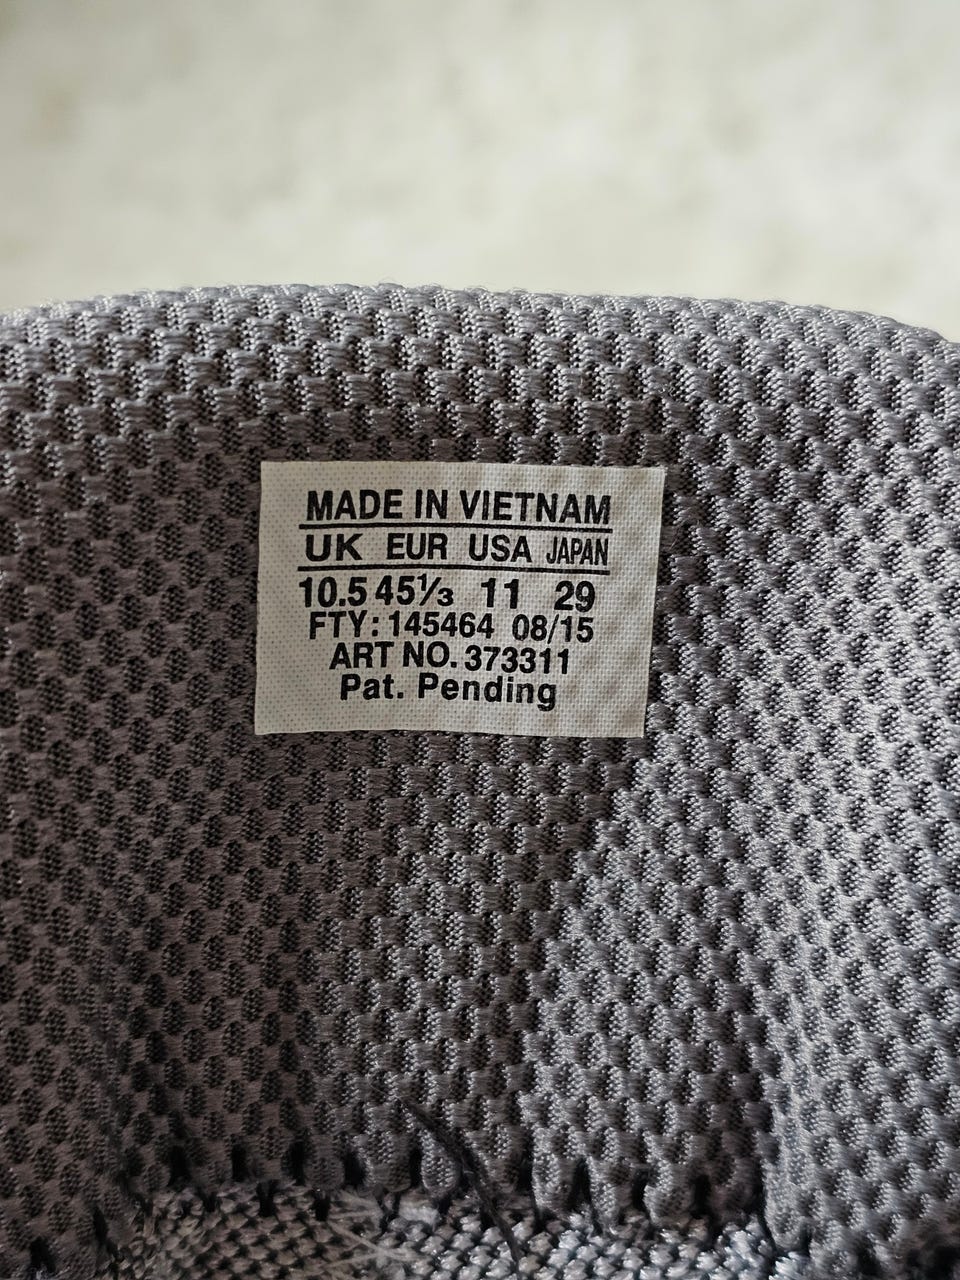 MADE IN VIETNAM
UK EUR USA JAPAN
10.5 45⅓ 11 29
FTY: 145464 08/15
ART NO. 373311
Pat. Pending